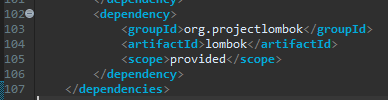 102 <dependency>
103 <groupId>org.projectlombok</groupId>
104 <artifactId>lombok</artifactId>
105 <scope>provided</scope>
106 </dependency>
107 </dependencies>